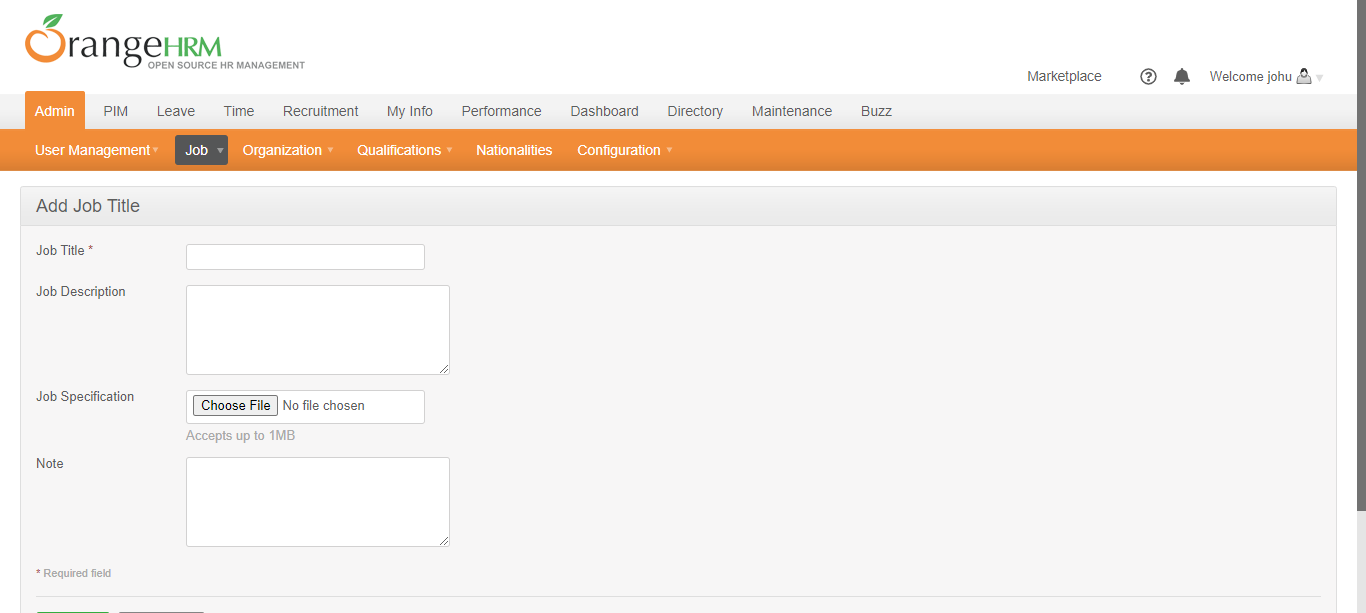 OrangeHRM
OPEN SOURCE HR MANAGEMENT
Marketplace ? Welcome johu
Admin PIM Leave Time Recruitment My Info Performance Dashboard Directory Maintenance Buzz
User Management Job Organization Qualifications Nationalities Configuration
Add Job Title
Job Title *
Job Description
Job Specification Choose File No file chosen
Accepts up to 1MB
Note
* Required field